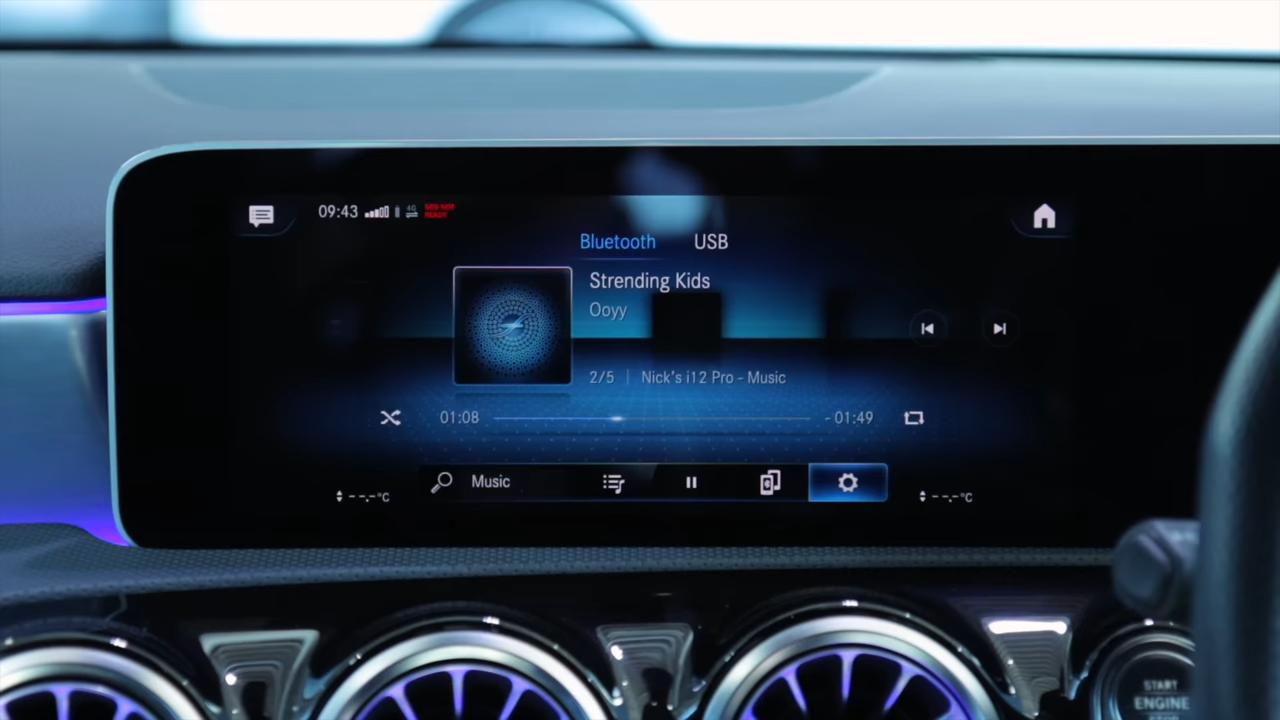 09:43
4G
SOS NOT
READY
Bluetooth USB
Strending Kids
Ooyy
2/5 | Nick's i12 Pro - Music
01:08
- 01:49
Music
--.-°C
--.-°C
START
ENGINE